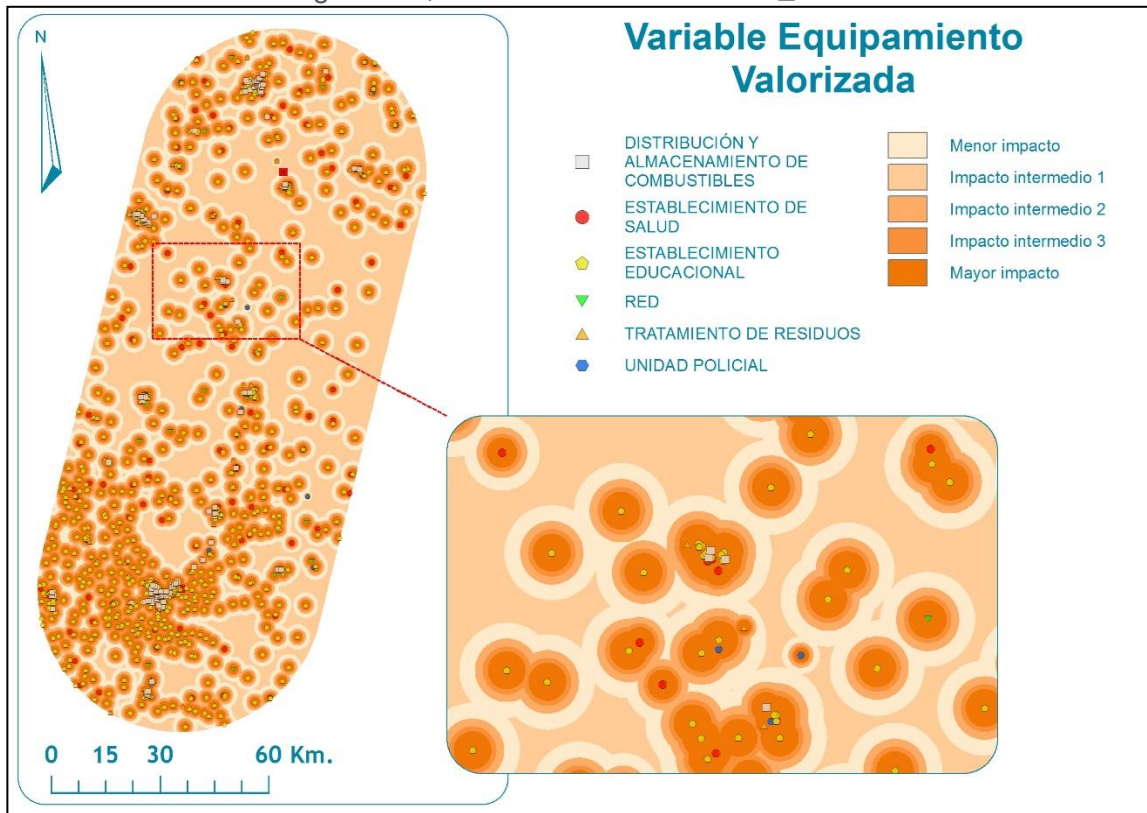 N
Variable Equipamiento
Valorizada
DISTRIBUCIÓN Y
ALMACENAMIENTO DE
COMBUSTIBLES
ESTABLECIMIENTO DE
SALUD
ESTABLECIMIENTO
EDUCACIONAL
RED
TRATAMIENTO DE RESIDUOS
UNIDAD POLICIAL
Menor impacto
Impacto intermedio 1
Impacto intermedio 2
Impacto intermedio 3
Mayor impacto
0 15 30 60 Km.